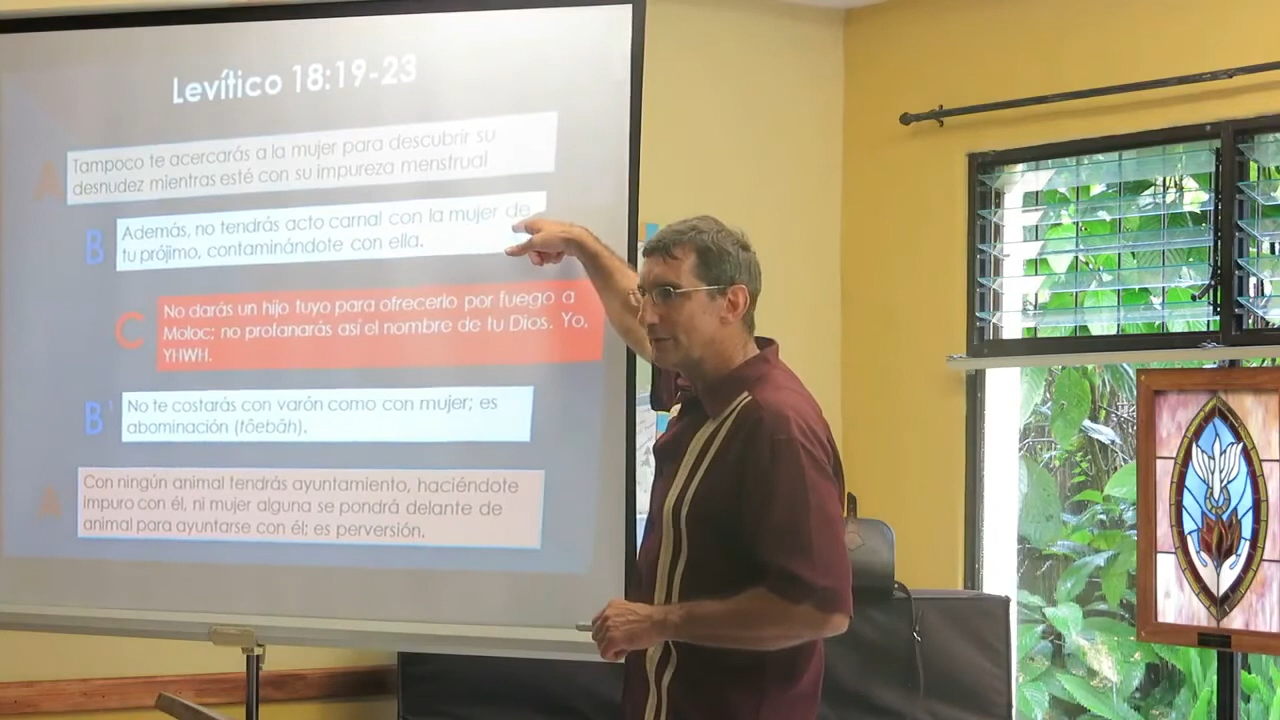 Levítico 18:19-23
A
Tampoco te acercarás a la mujer para descubrir su
desnudez mientras esté con su impureza menstrual
B
Además, no tendrás acto carnal con la mujer de
tu prójimo, contaminándote con ella.
C
No darás un hijo tuyo para ofrecerlo por fuego a
Moloc; no profanarás así el nombre de tu Dios. Yo,
YHWH.
B'
No te costarás con varón como con mujer; es
abominación (tôebāh).
A
Con ningún animal tendrás ayuntamiento, haciéndote
impuro con él, ni mujer alguna se pondrá delante de
animal para ayuntarse con él; es perversión.